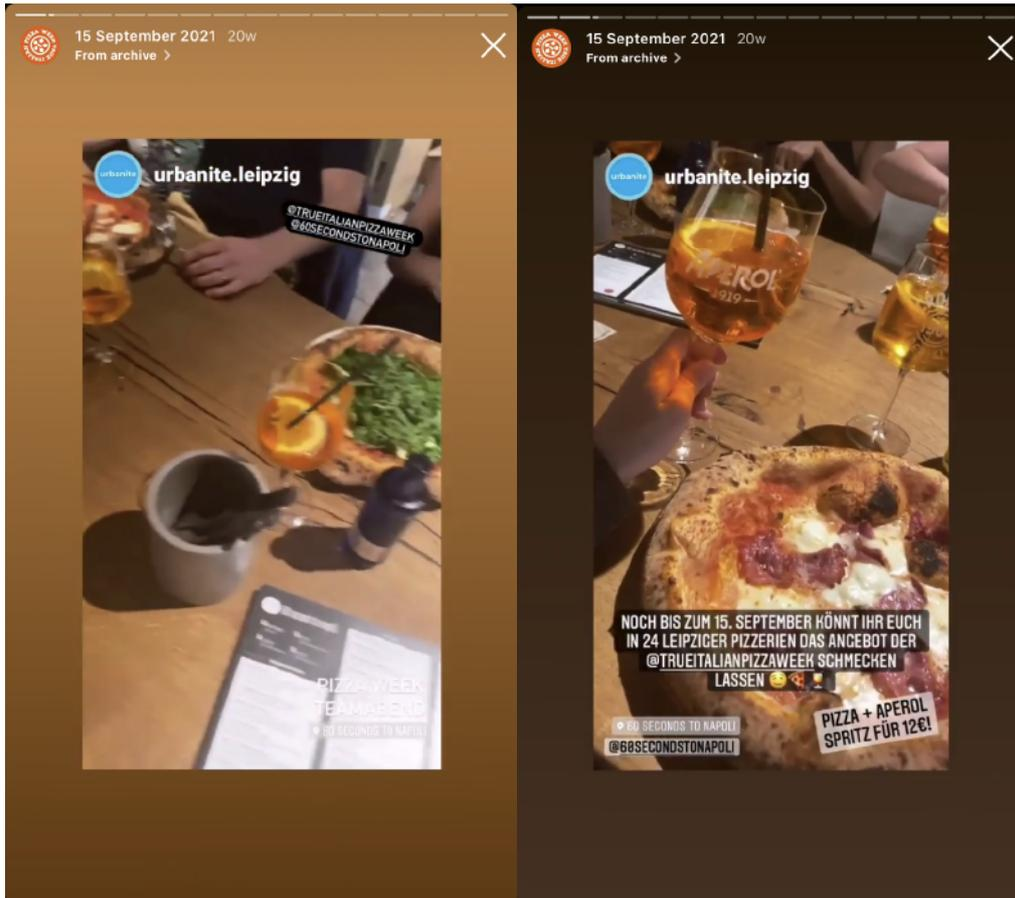 15 September 2021 20w
From archive >
urbanite
urbanite.leipzig
@TRUEITALIANPIZZAWEEK
@60SECONDSTONAPOLI
PIZZA WEEK
TEAMABEND
60 SECONDS TO NAPOLI
15 September 2021 20w
From archive >
urbanite
urbanite.leipzig
APEROL
1919
NOCH BIS ZUM 15. SEPTEMBER KÖNNT IHR EUCH
IN 24 LEIPZIGER PIZZERIEN DAS ANGEBOT DER
@TRUEITALIANPIZZAWEEK SCHMECKEN
LASSEN 😋🍕🍹
PIZZA + APEROL
SPRITZ FÜR 12€!
60 SECONDS TO NAPOLI
@60SECONDSTONAPOLI